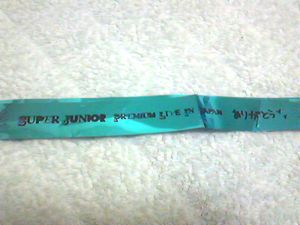 SUPER JUNIOR PREMIUM LIVE IN JAPAN ありがとう